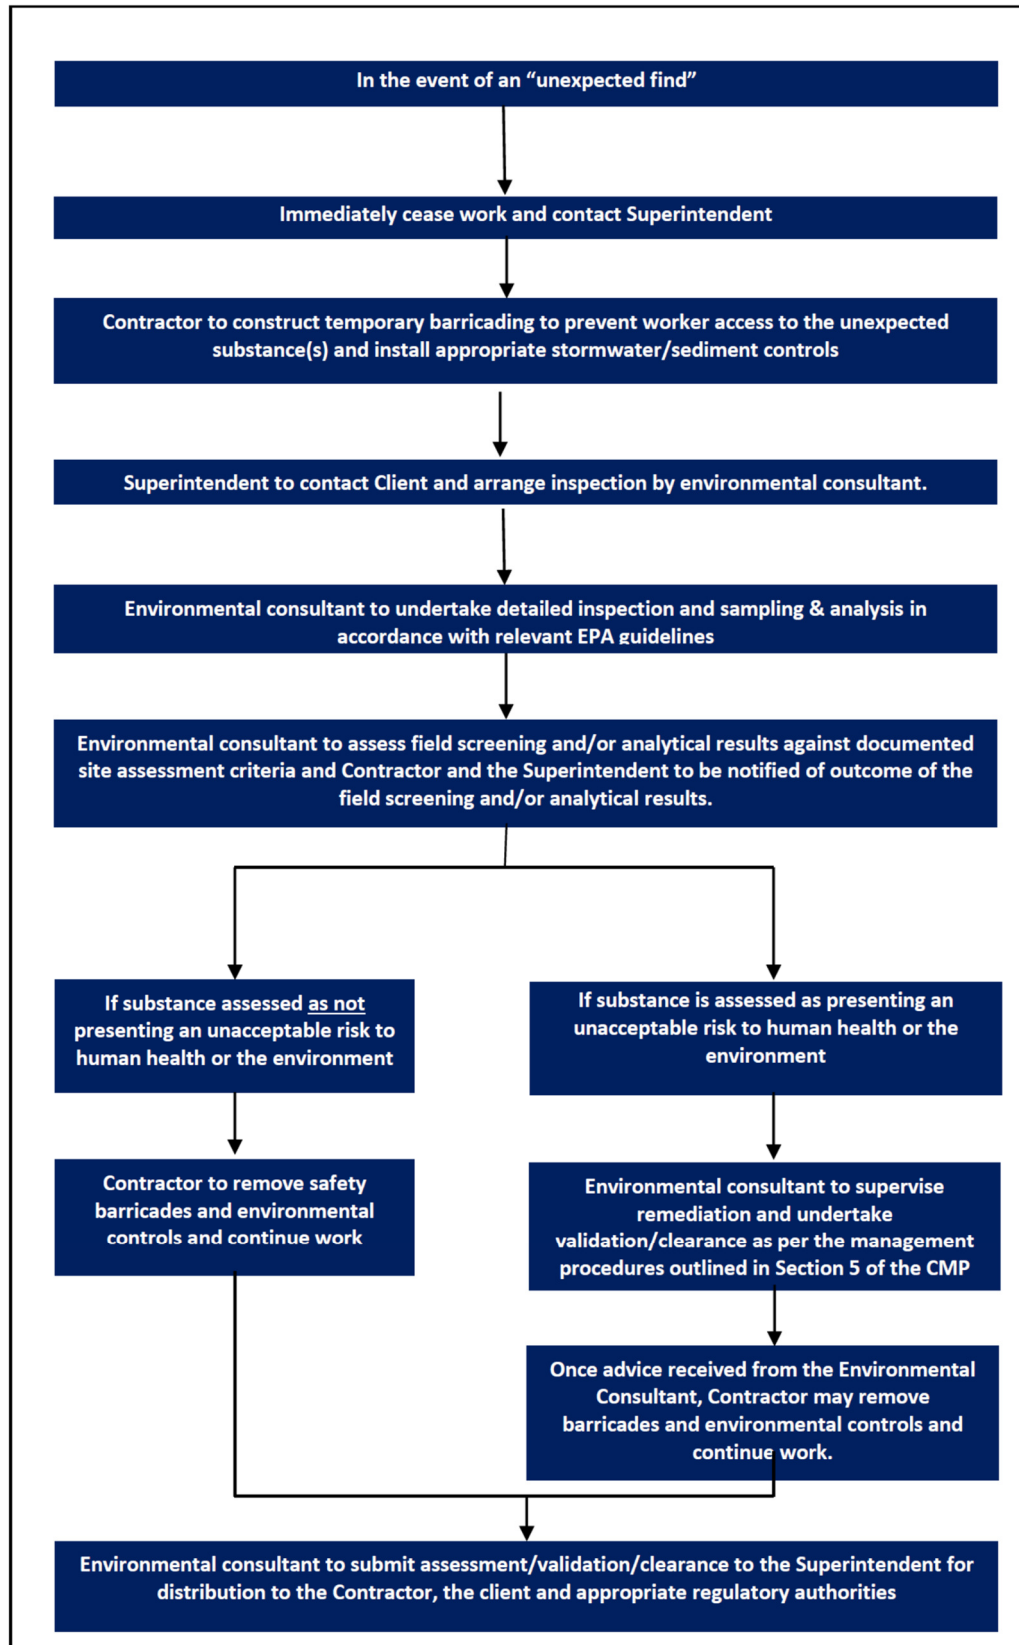 In the event of an “unexpected find”
Immediately cease work and contact Superintendent
Contractor to construct temporary barricading to prevent worker access to the unexpected
substance(s) and install appropriate stormwater/sediment controls
Superintendent to contact Client and arrange inspection by environmental consultant.
Environmental consultant to undertake detailed inspection and sampling & analysis in
accordance with relevant EPA guidelines
Environmental consultant to assess field screening and/or analytical results against documented
site assessment criteria and Contractor and the Superintendent to be notified of outcome of the
field screening and/or analytical results.
If substance assessed as not
presenting an unacceptable risk to
human health or the environment
If substance is assessed as presenting an
unacceptable risk to human health or the
environment
Contractor to remove safety
barricades and environmental
controls and continue work
Environmental consultant to supervise
remediation and undertake
validation/clearance as per the management
procedures outlined in Section 5 of the CMP
Once advice received from the Environmental
Consultant, Contractor may remove
barricades and environmental controls and
continue work.
Environmental consultant to submit assessment/validation/clearance to the Superintendent for
distribution to the Contractor, the client and appropriate regulatory authorities